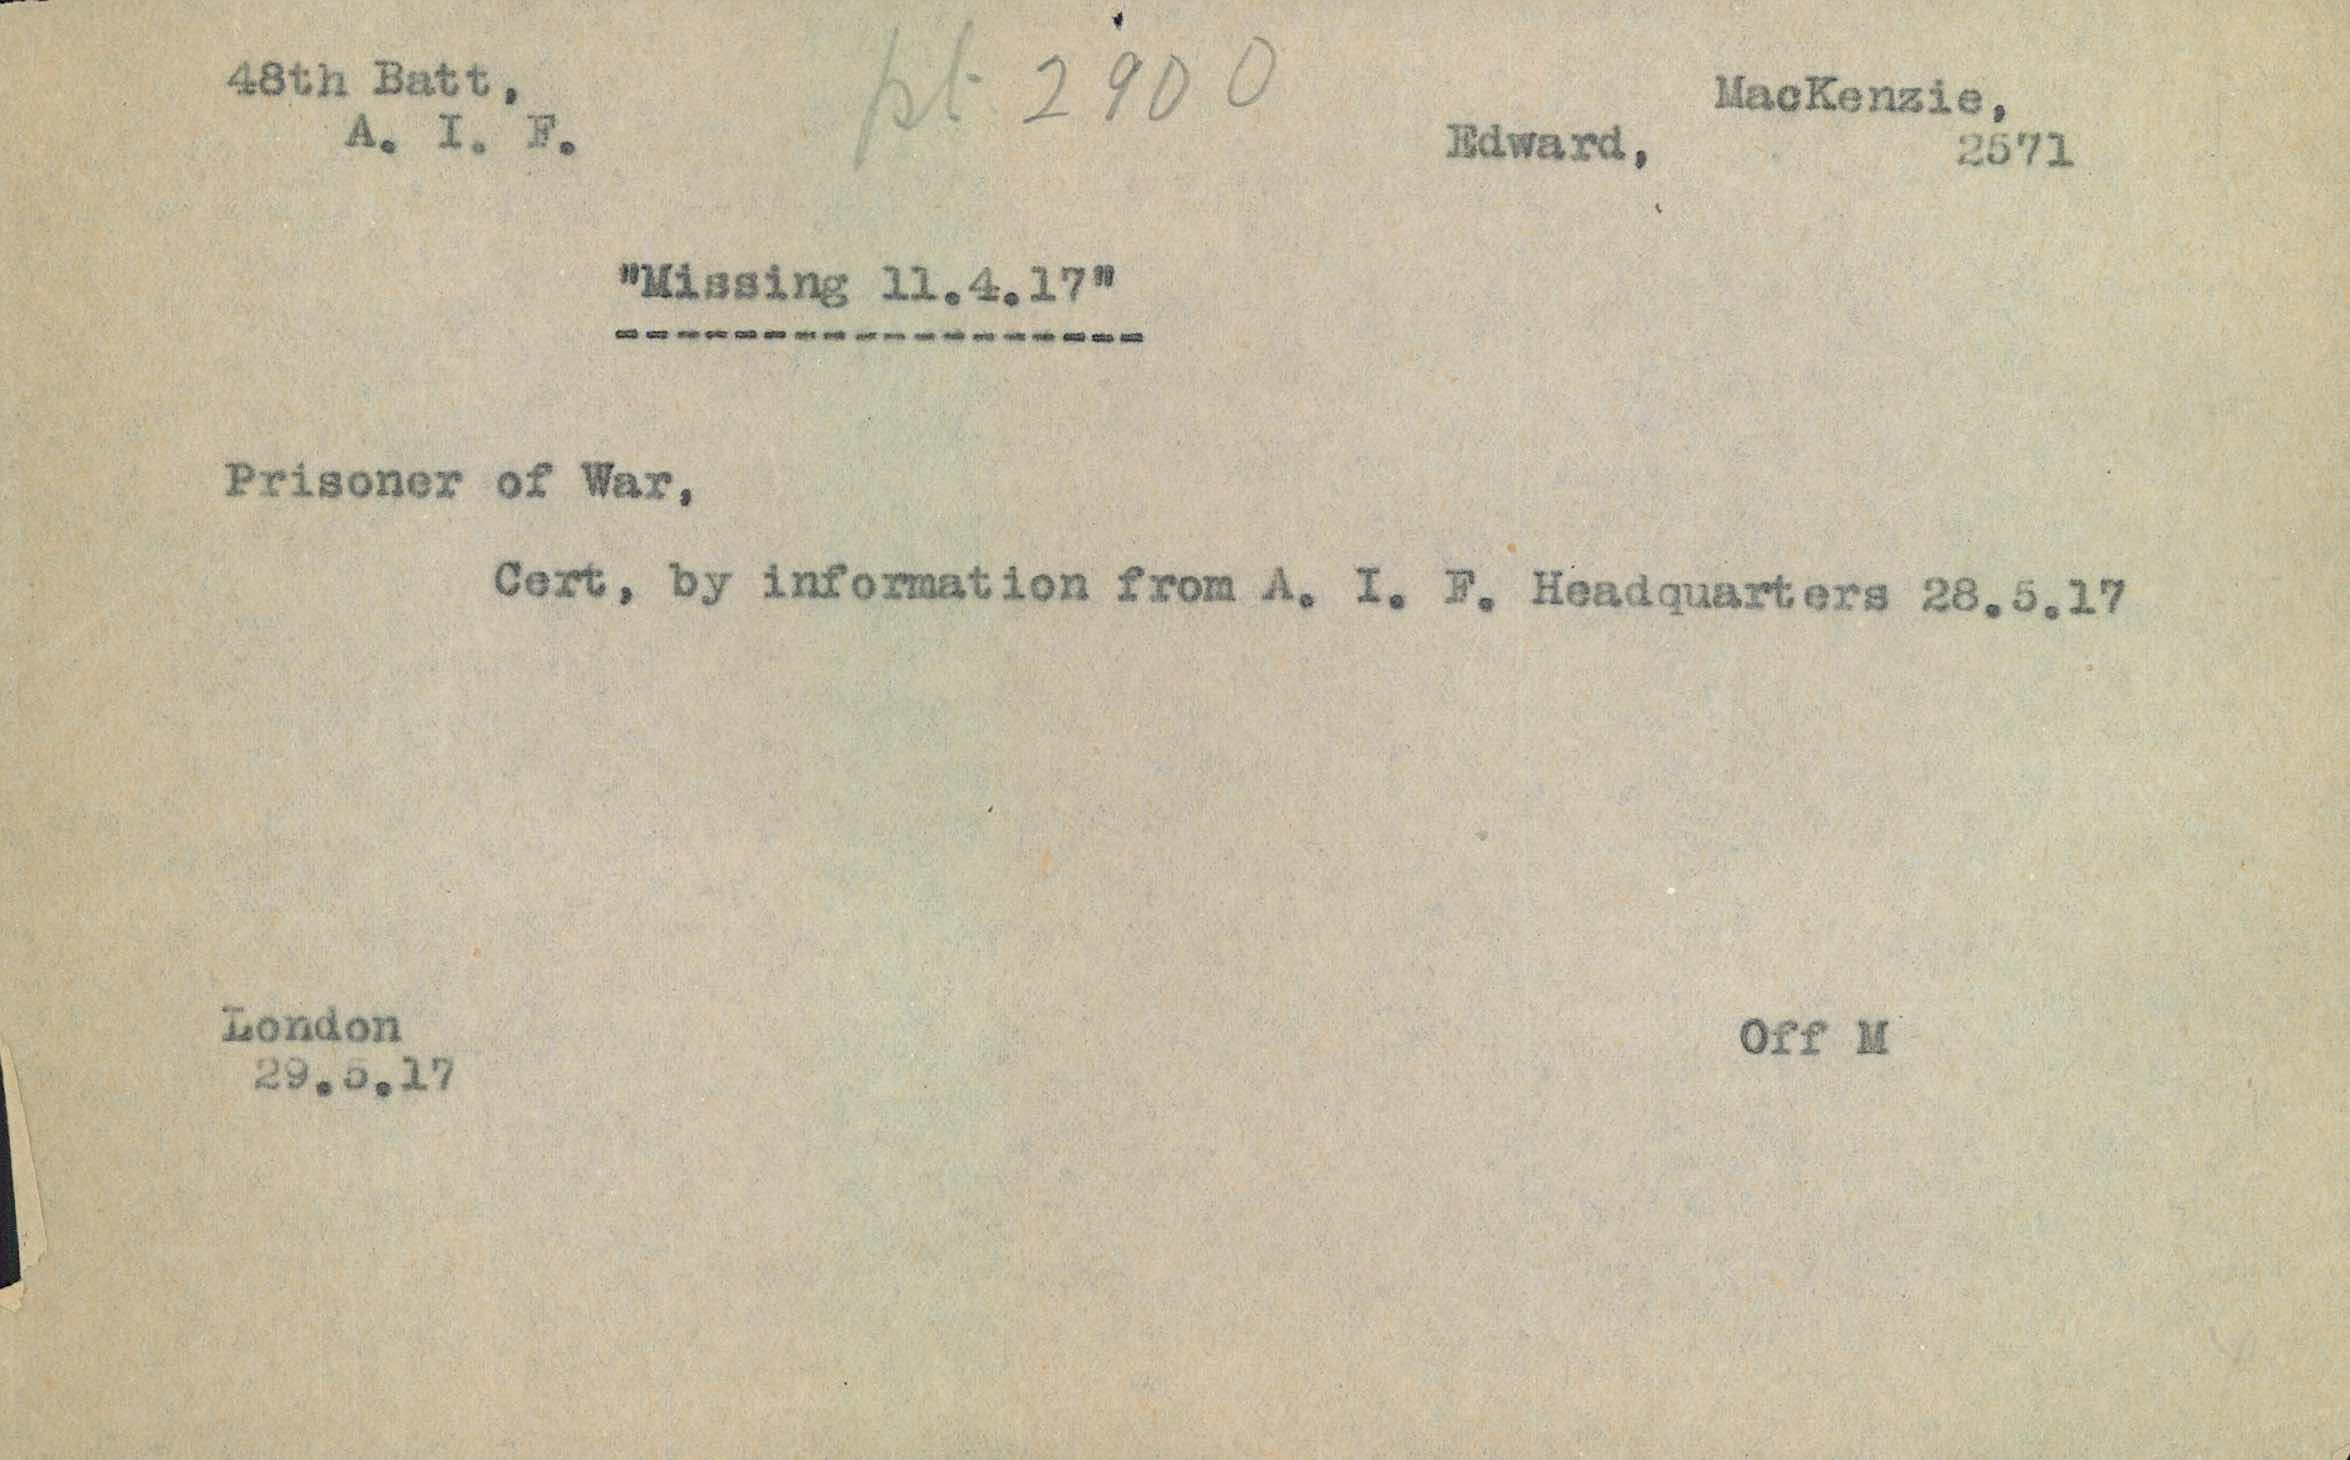 48th Batt,
A. I. F.
2900
MacKenzie,
Edward, 2571
"Missing 11.4.17"
------------------
Prisoner of War,
Cert, by information from A. I. F. Headquarters 28.5.17
London
29.5.17
Off M